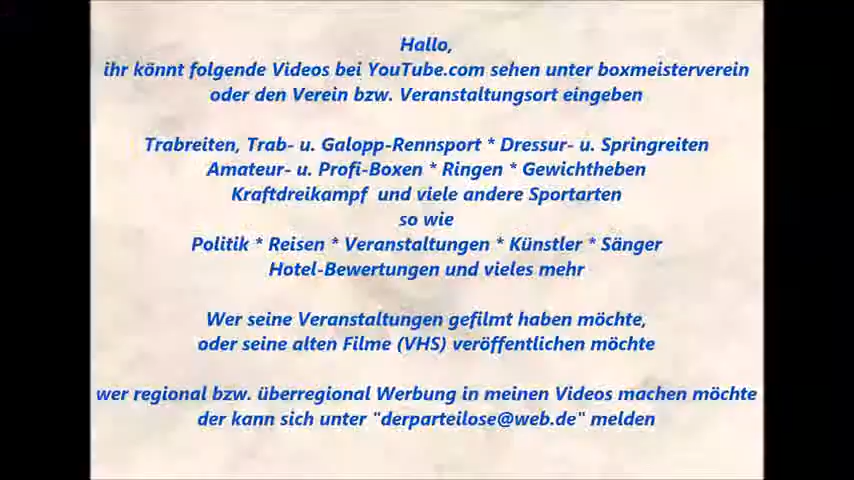 Hallo,
ihr könnt folgende Videos bei YouTube.com sehen unter boxmeisterverein
oder den Verein bzw. Veranstaltungsort eingeben
Trabreiten, Trab- u. Galopp-Rennsport * Dressur- u. Springreiten
Amateur- u. Profi-Boxen * Ringen * Gewichtheben
Kraftdreikampf und viele andere Sportarten
so wie
Politik * Reisen * Veranstaltungen * Künstler * Sänger
Hotel-Bewertungen und vieles mehr
Wer seine Veranstaltungen gefilmt haben möchte,
oder seine alten Filme (VHS) veröffentlichen möchte
wer regional bzw. überregional Werbung in meinen Videos machen möchte
der kann sich unter "derparteilose@web.de" melden